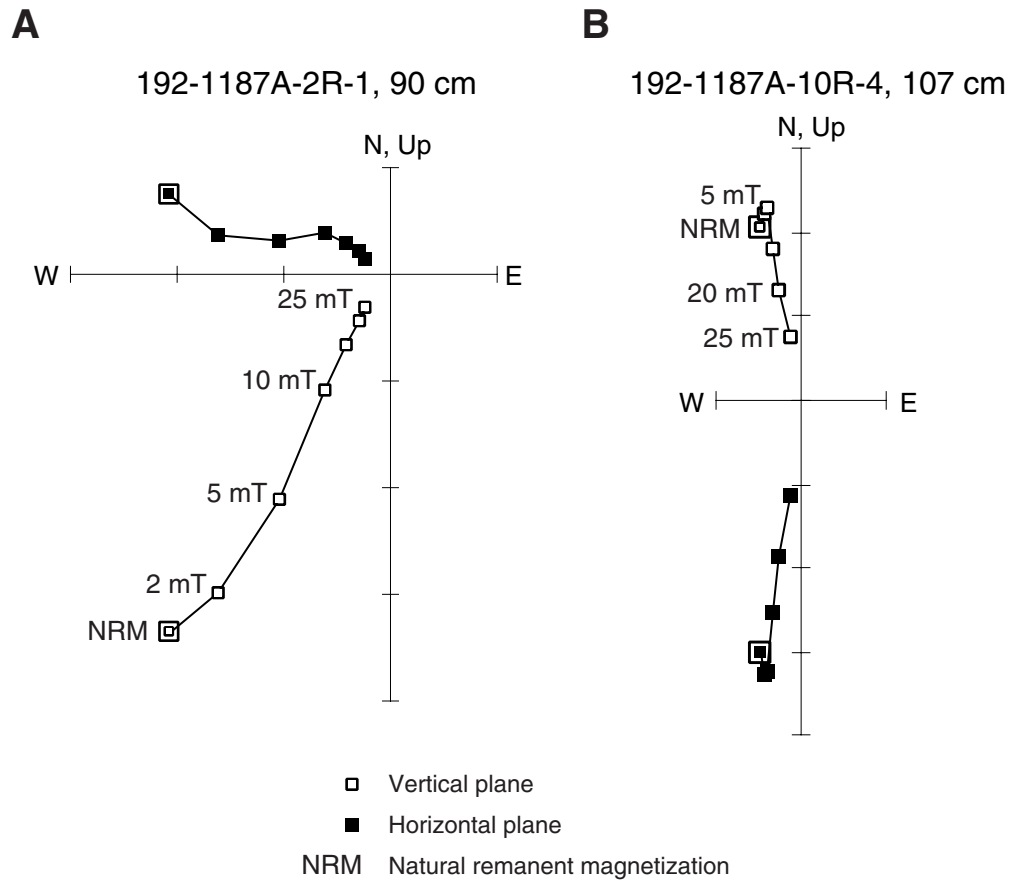 A
192-1187A-2R-1, 90 cm
N, Up
W
E
25 mT
10 mT
5 mT
2 mT
NRM
B
192-1187A-10R-4, 107 cm
N, Up
5 mT
NRM
20 mT
25 mT
W
E
Vertical plane
Horizontal plane
NRM Natural remanent magnetization